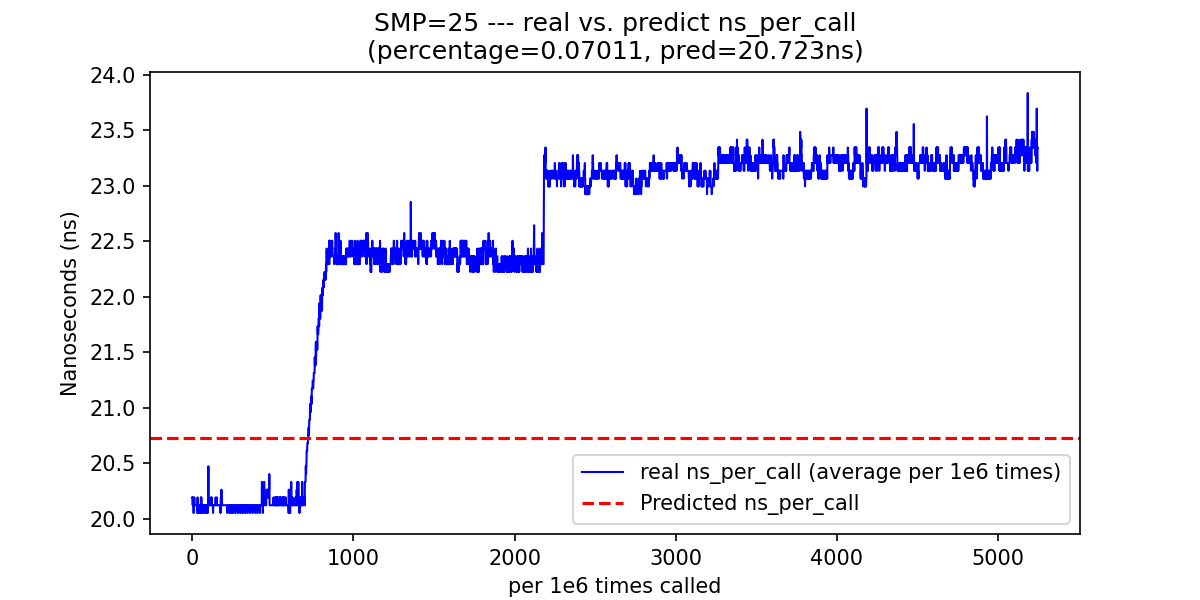 SMP=25 --- real vs. predict ns_per_call
(percentage=0.07011, pred=20.723ns)
24.0
23.5
23.0
22.5
22.0
21.5
21.0
20.5
20.0
Nanoseconds (ns)
real ns_per_call (average per 1e6 times)
Predicted ns_per_call
0
1000
2000
3000
4000
5000
per 1e6 times called